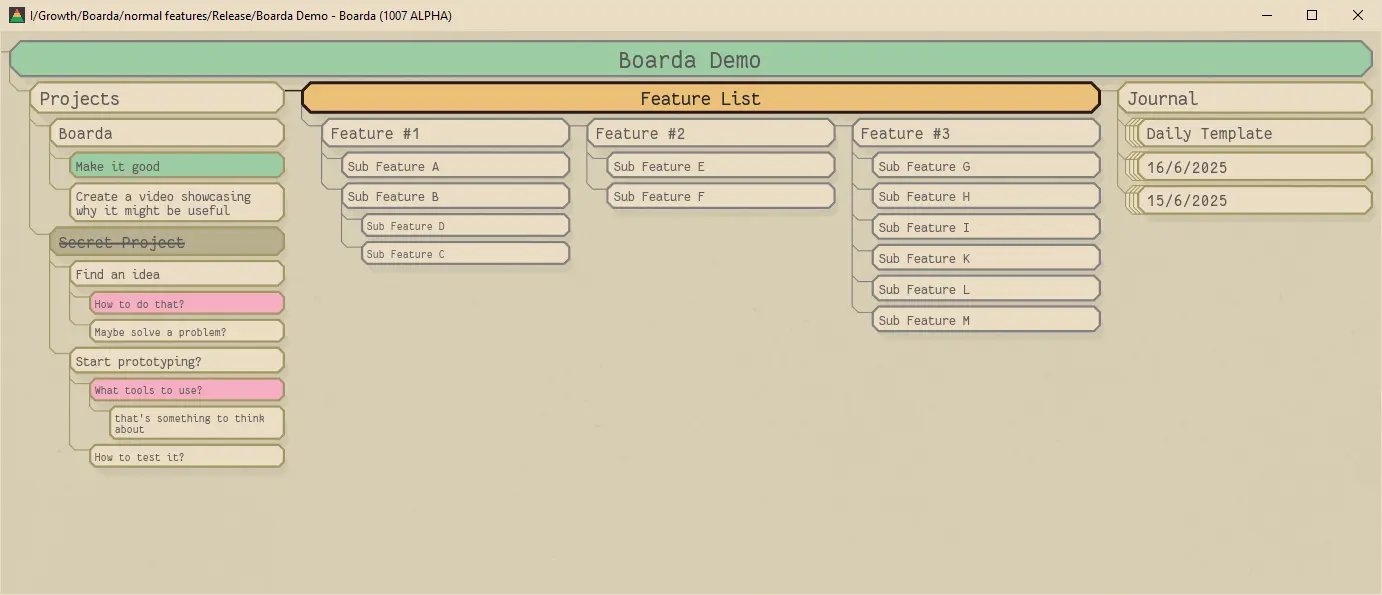 I/Growth/Boarda/normal features/Release/Boarda Demo - Boarda (1007 ALPHA)
Boarda Demo
Projects
Boarda
Make it good
Create a video showcasing
why it might be useful
Secret Project
Find an idea
How to do that?
Maybe solve a problem?
Start prototyping?
What tools to use?
that's something to think
about
How to test it?
Feature List
Feature #1
Sub Feature A
Sub Feature B
Sub Feature D
Sub Feature C
Feature #2
Sub Feature E
Sub Feature F
Feature #3
Sub Feature G
Sub Feature H
Sub Feature I
Sub Feature K
Sub Feature L
Sub Feature M
Journal
Daily Template
16/6/2025
15/6/2025